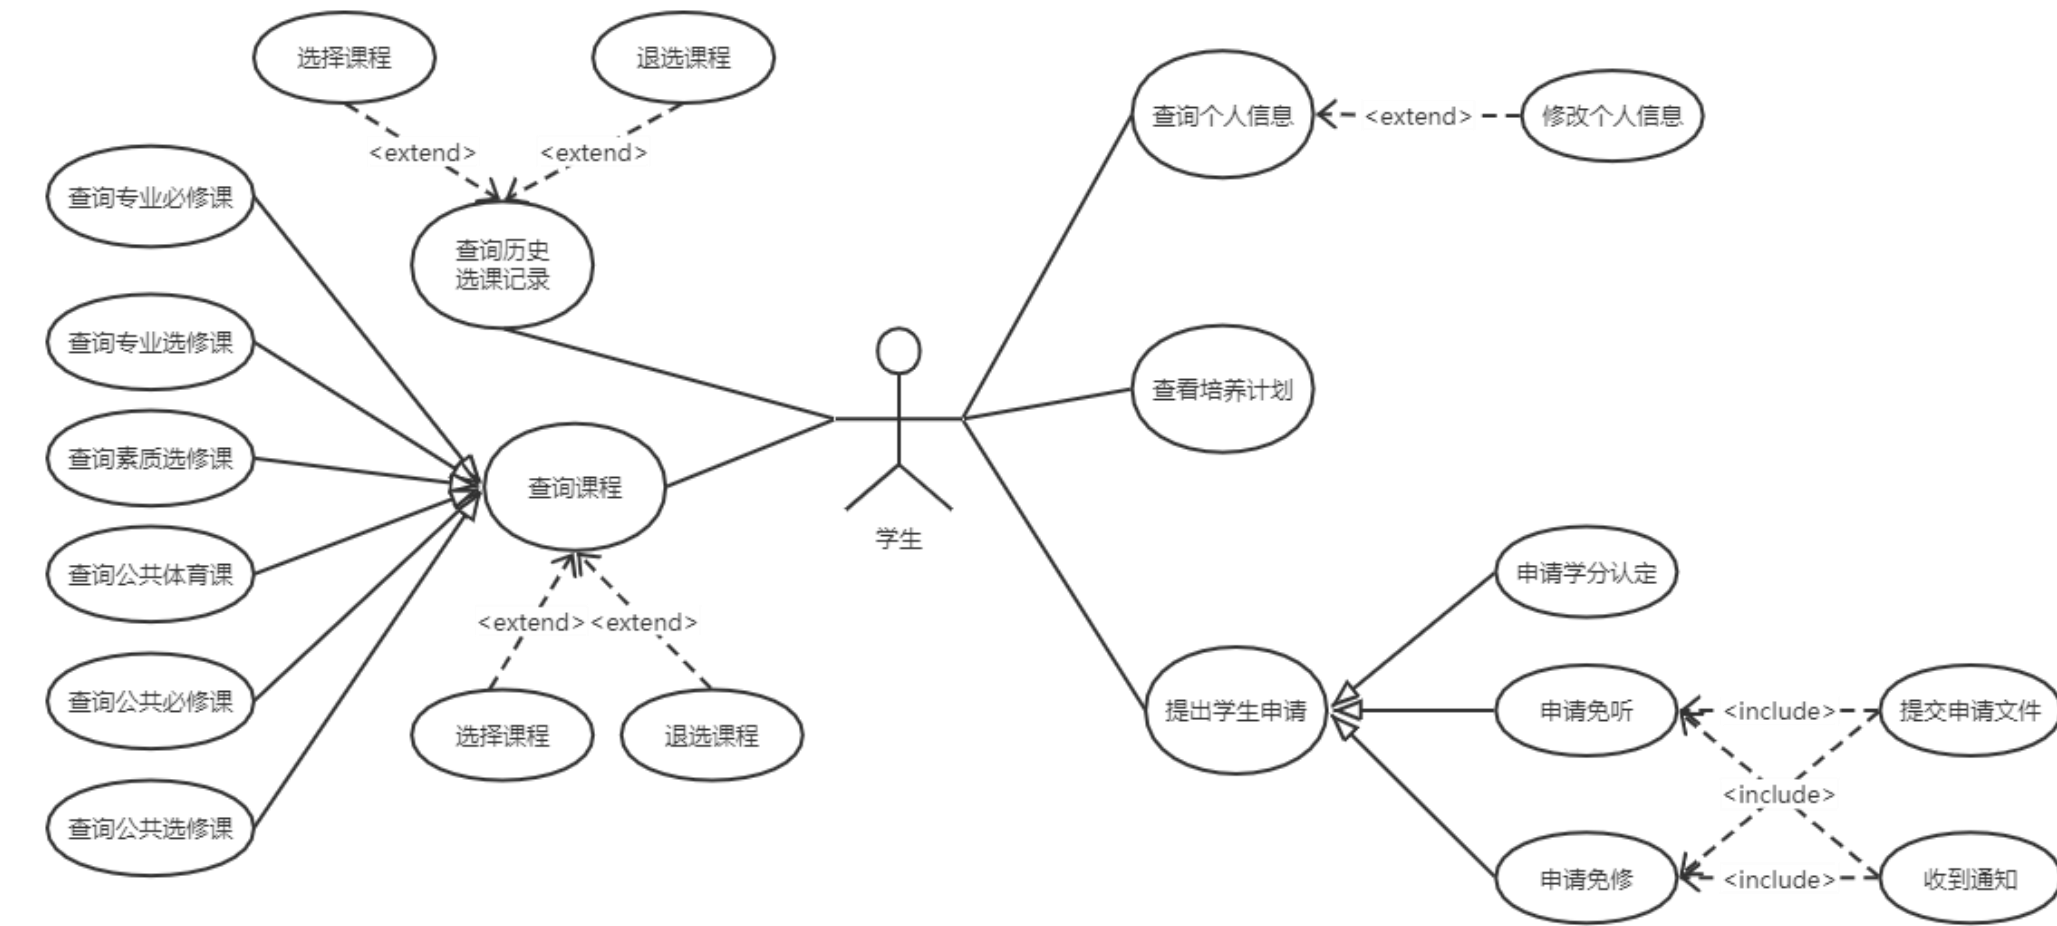 选择课程
退选课程
<extend>
<extend>
查询历史
选课记录
查询专业必修课
查询专业选修课
查询素质选修课
查询公共体育课
查询公共必修课
查询公共选修课
查询课程
<extend>
<extend>
选择课程
退选课程
学生
查询个人信息
<extend>
修改个人信息
查看培养计划
提出学生申请
申请学分认定
申请免听
<include>
提交申请文件
<include>
申请免修
<include>
收到通知